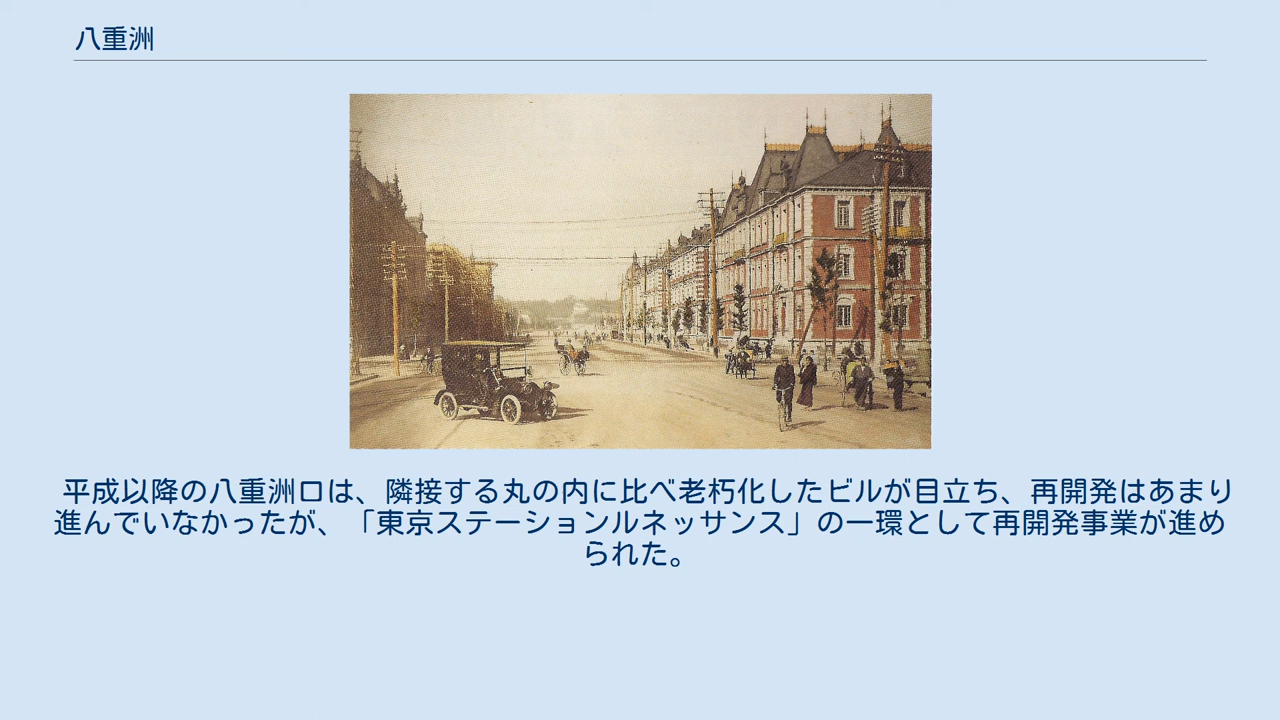 八重洲
平成以降の八重洲口は、隣接する丸の内に比べ老朽化したビルが目立ち、再開発はあまり
進んでいなかったが、「東京ステーションルネッサンス」の一環として再開発事業が進め
られた。